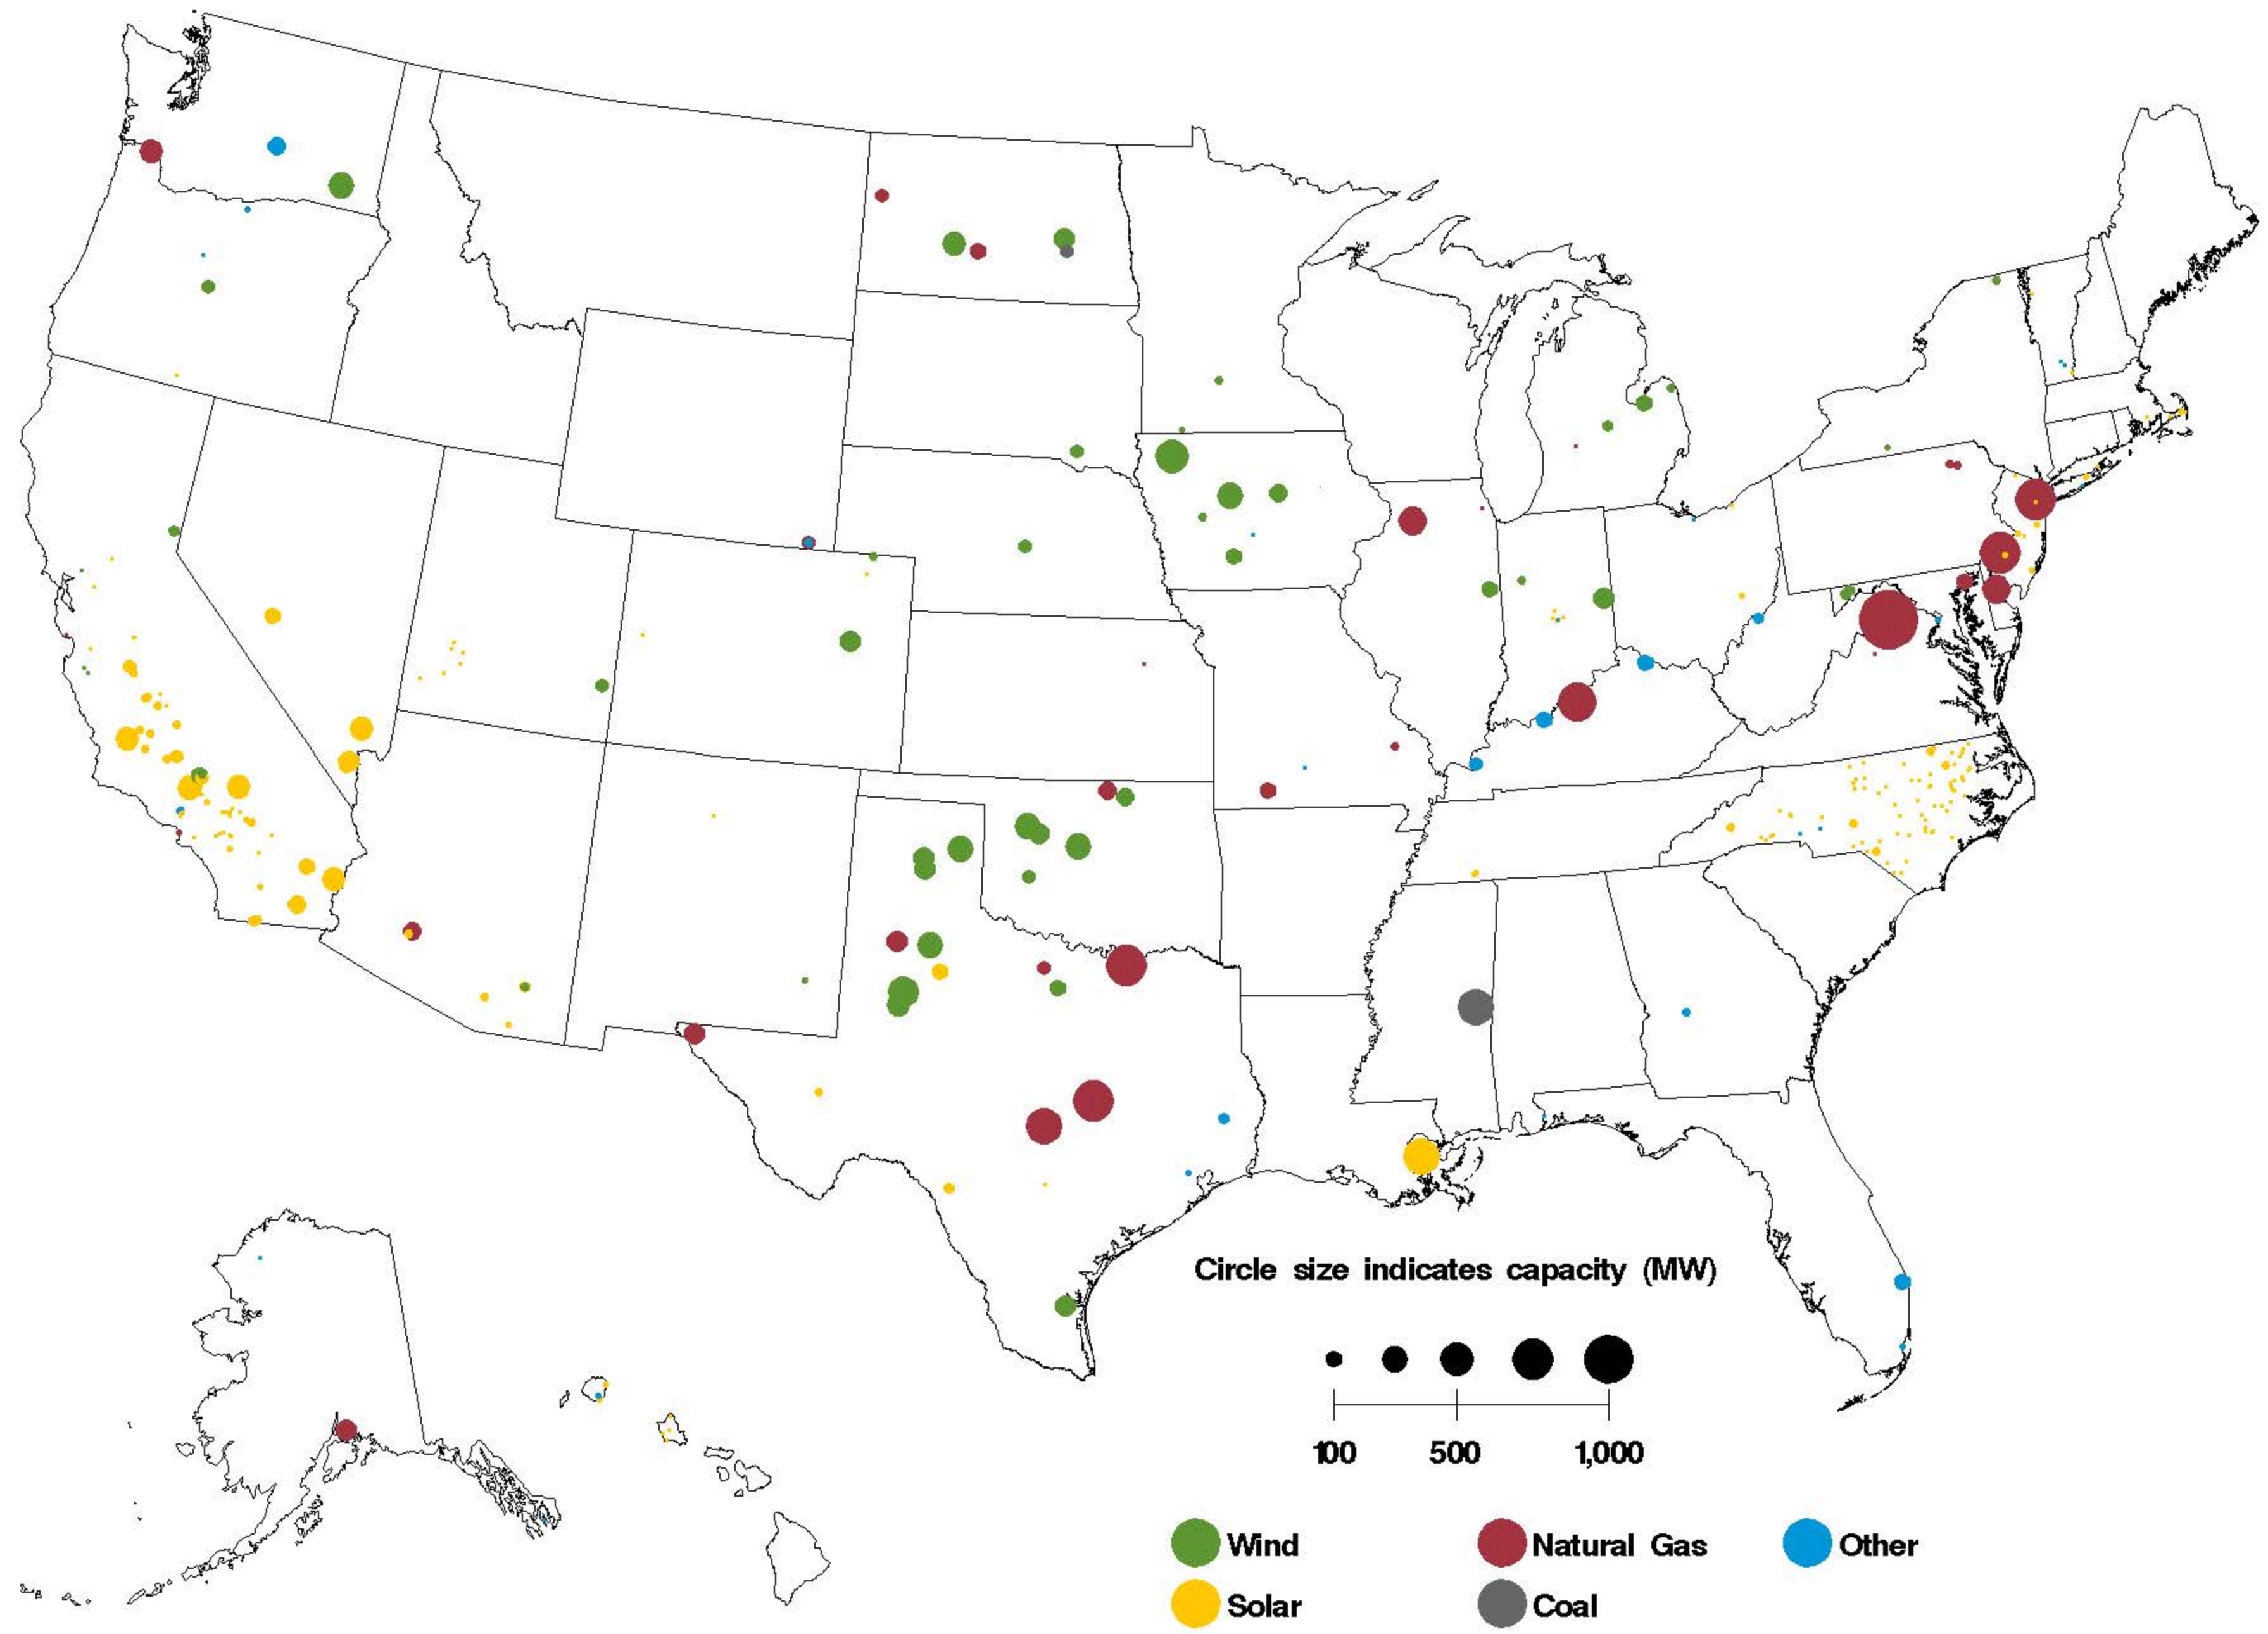 Circle size indicates capacity (MW)
100 500 1,000
Wind Natural Gas Other
Solar Coal